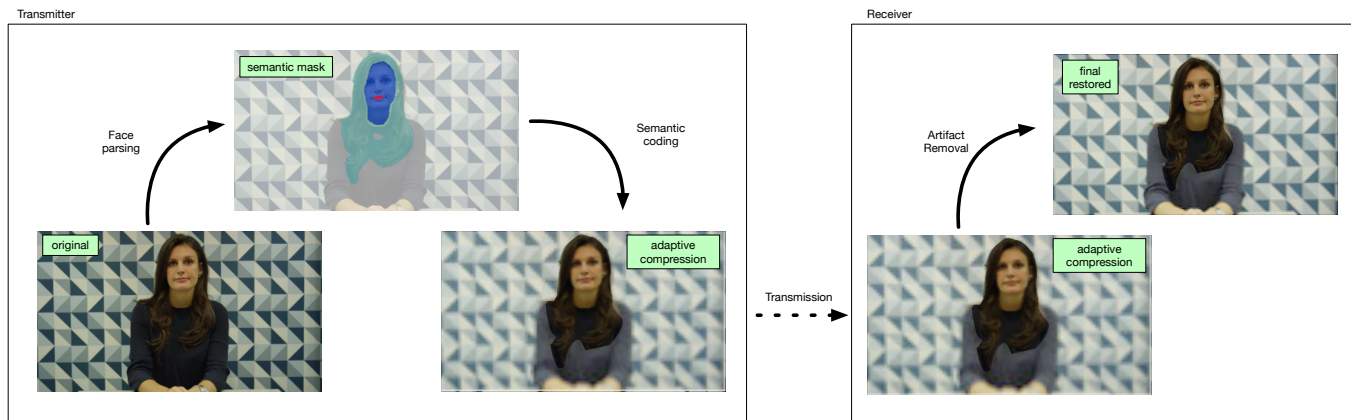 Transmitter
Receiver
semantic mask
final
restored
Face
parsing
Semantic
coding
Artifact
Removal
original
adaptive
compression
adaptive
compression
Transmission